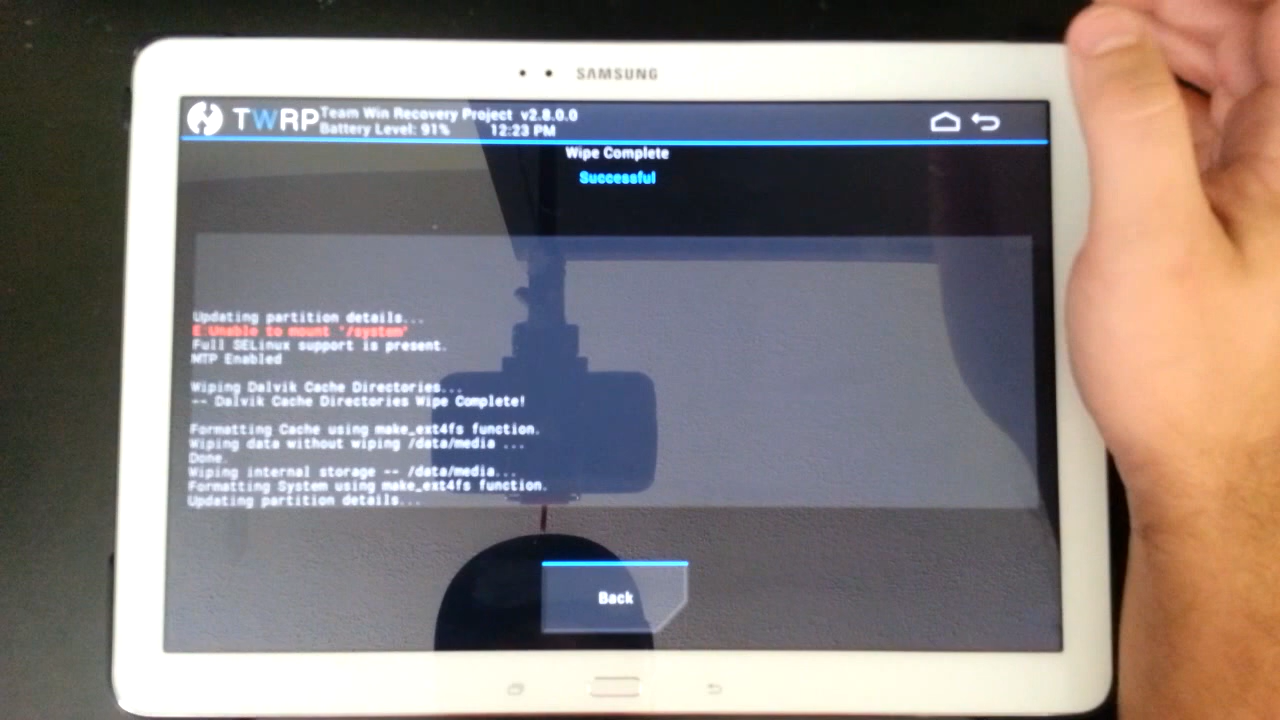 SAMSUNG
TWRP Team Win Recovery Project v2.8.0.0
Battery Level: 91% 12:23 PM
Wipe Complete
Successful
Updating partition details...
E:Unable to mount '/system'
Full SELinux support is present.
MTP Enabled
Wiping Dalvik Cache Directories...
-- Dalvik Cache Directories Wipe Complete!
Formatting Cache using make_ext4fs function.
Wiping data without wiping /data/media ...
Done.
Wiping internal storage -- /data/media...
Formatting System using make_ext4fs function.
Updating partition details...
Back